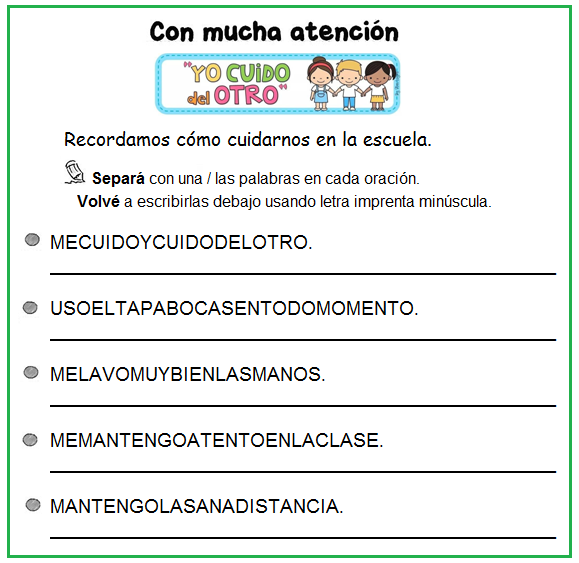 Con mucha atención
"YO CUIDO
del OTRO"
Recordamos cómo cuidarnos en la escuela.
Separá con una / las palabras en cada oración.
Volvé a escribirlas debajo usando letra imprenta minúscula.
MECUIDOYCUIDODELOTRO.
USOELTAPABOCASENTODOMOMENTO.
MELAVOMUYBIENLASMANOS.
MEMANTENGOATENTOENLACLASE.
MANTENGOLASANADISTANCIA.